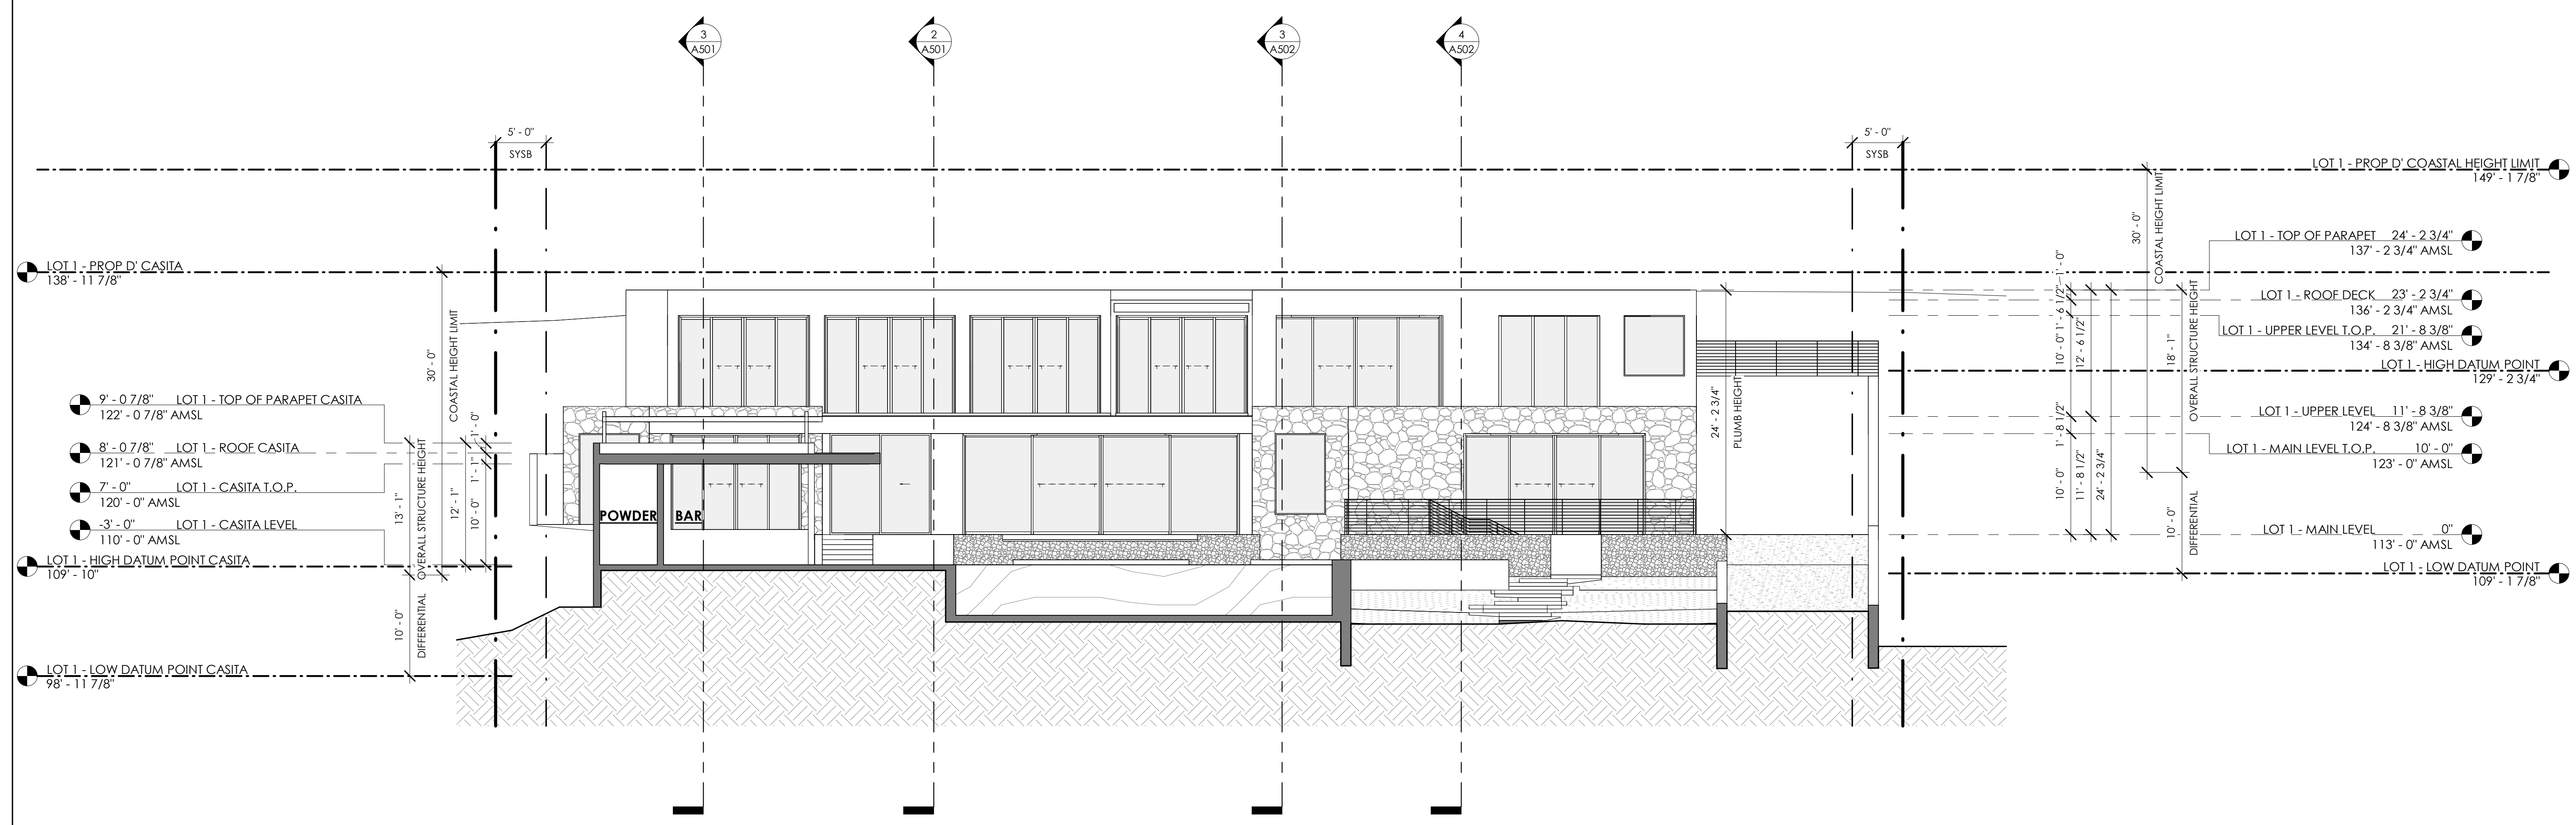 3
A501
2
A501
3
A502
4
A502
5' - 0"
SYSB
5' - 0"
SYSB
LOT 1 - PROP D' COASTAL HEIGHT LIMIT
149' - 1 7/8"
LOT 1 - PROP D' CASITA
138' - 11 7/8"
30' - 0"
COASTAL HEIGHT LIMIT
9' - 0 7/8" LOT 1 - TOP OF PARAPET CASITA
122' - 0 7/8" AMSL
8' - 0 7/8" LOT 1 - ROOF CASITA
121' - 0 7/8" AMSL
7' - 0" LOT 1 - CASITA T.O.P.
120' - 0" AMSL
-3' - 0" LOT 1 - CASITA LEVEL
110' - 0" AMSL
LOT 1 - HIGH DATUM POINT CASITA
109' - 10"
LOT 1 - LOW DATUM POINT CASITA
98' - 11 7/8"
13' - 1"
OVERALL STRUCTURE HEIGHT
10' - 0"
DIFFERENTIAL
12' - 1"
1' - 0"
1' - 1"
10' - 0"
POWDER
BAR
24' - 2 3/4"
PLUMB HEIGHT
1' - 0"
1' - 6 1/2"
10' - 0"
12' - 6 1/2"
1' - 8 1/2"
10' - 0"
11' - 8 1/2"
24' - 2 3/4"
30' - 0"
COASTAL HEIGHT LIMIT
18' - 1"
OVERALL STRUCTURE HEIGHT
10' - 0"
DIFFERENTIAL
LOT 1 - TOP OF PARAPET 24' - 2 3/4"
137' - 2 3/4" AMSL
LOT 1 - ROOF DECK 23' - 2 3/4"
136' - 2 3/4" AMSL
LOT 1 - UPPER LEVEL T.O.P. 21' - 8 3/8"
134' - 8 3/8" AMSL
LOT 1 - HIGH DATUM POINT
129' - 2 3/4"
LOT 1 - UPPER LEVEL 11' - 8 3/8"
124' - 8 3/8" AMSL
LOT 1 - MAIN LEVEL T.O.P. 10' - 0"
123' - 0" AMSL
LOT 1 - MAIN LEVEL 0"
113' - 0" AMSL
LOT 1 - LOW DATUM POINT
109' - 1 7/8"